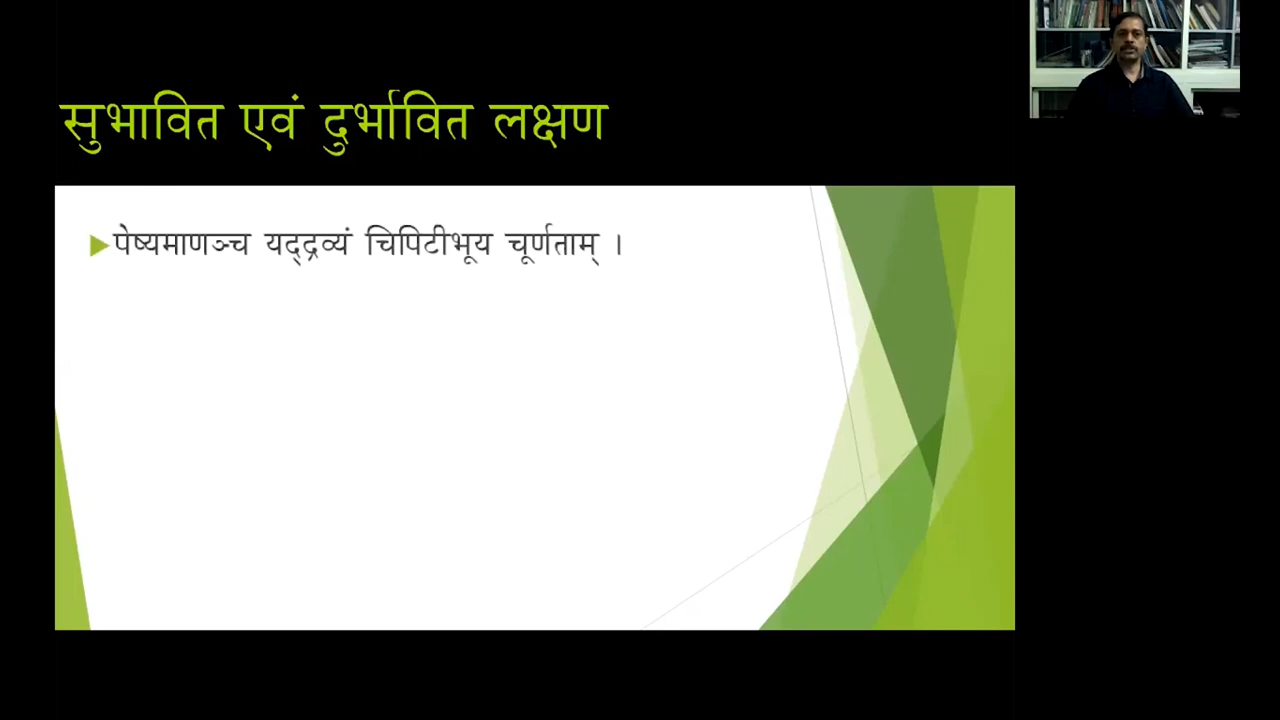 सुभावित एवं दुर्भावित लक्षण
पेष्यमाणञ्च यद्द्रव्यं चिपिटीभूय चूर्णताम् ।